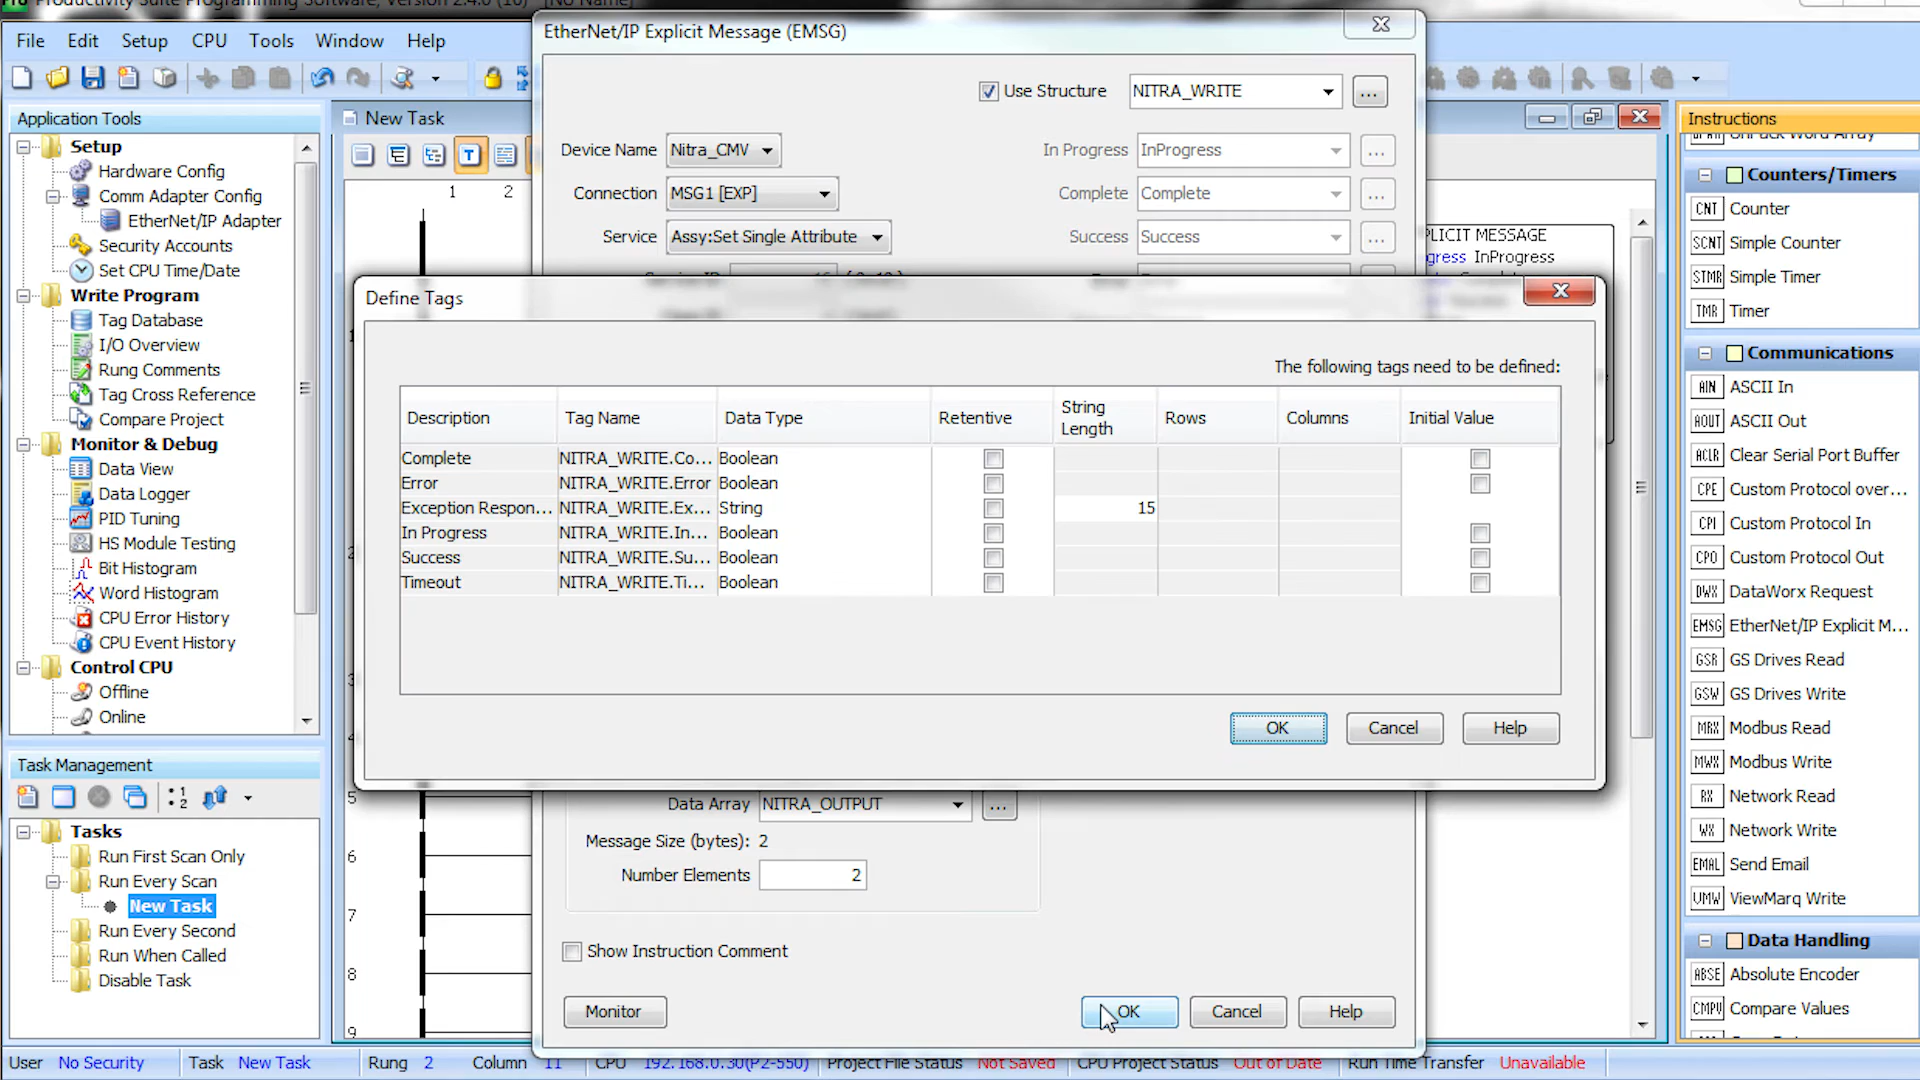 Productivity Suite Programming Software, Version 2.4.0 (16) [No Name]
File Edit Setup CPU Tools Window Help
Application Tools
Setup
Hardware Config
Comm Adapter Config
EtherNet/IP Adapter
Security Accounts
Set CPU Time/Date
Write Program
Tag Database
I/O Overview
Rung Comments
Tag Cross Reference
Compare Project
Monitor & Debug
Data View
Data Logger
PID Tuning
HS Module Testing
Bit Histogram
Word Histogram
CPU Error History
CPU Event History
Control CPU
Offline
Online
Task Management
Tasks
Run First Scan Only
Run Every Scan
New Task
Run Every Second
Run When Called
Disable Task
New Task
1 2
5
6
7
8
9
EtherNet/IP Explicit Message (EMSG)
Use Structure NITRA_WRITE ...
Device Name Nitra_CMV In Progress InProgress ...
Connection MSG1 [EXP] Complete Complete ...
Service Assy:Set Single Attribute Success Success ...
PLICIT MESSAGE
gress InProgress
Define Tags
The following tags need to be defined:
Description Tag Name Data Type Retentive String Length Rows Columns Initial Value
Complete NITRA_WRITE.Co... Boolean
Error NITRA_WRITE.Error Boolean
Exception Respon... NITRA_WRITE.Ex... String 15
In Progress NITRA_WRITE.In... Boolean
Success NITRA_WRITE.Su... Boolean
Timeout NITRA_WRITE.Ti... Boolean
OK Cancel Help
Data Array NITRA_OUTPUT ...
Message Size (bytes): 2
Number Elements 2
Show Instruction Comment
Monitor OK Cancel Help
Instructions
Counters/Timers
CNT Counter
SCNT Simple Counter
STMR Simple Timer
TMR Timer
Communications
AIN ASCII In
AOUT ASCII Out
ACLR Clear Serial Port Buffer
CPE Custom Protocol over...
CPI Custom Protocol In
CPO Custom Protocol Out
DWX DataWorx Request
EMSG EtherNet/IP Explicit M...
GSR GS Drives Read
GSW GS Drives Write
MRX Modbus Read
MWX Modbus Write
RX Network Read
WX Network Write
EMAL Send Email
VMW ViewMarq Write
Data Handling
ABSE Absolute Encoder
CMPV Compare Values
User No Security Task New Task Rung 2 Column 11 CPU 192.168.0.30(P2-550) Project File Status Not Saved CPU Project Status Out of Date Run Time Transfer Unavailable